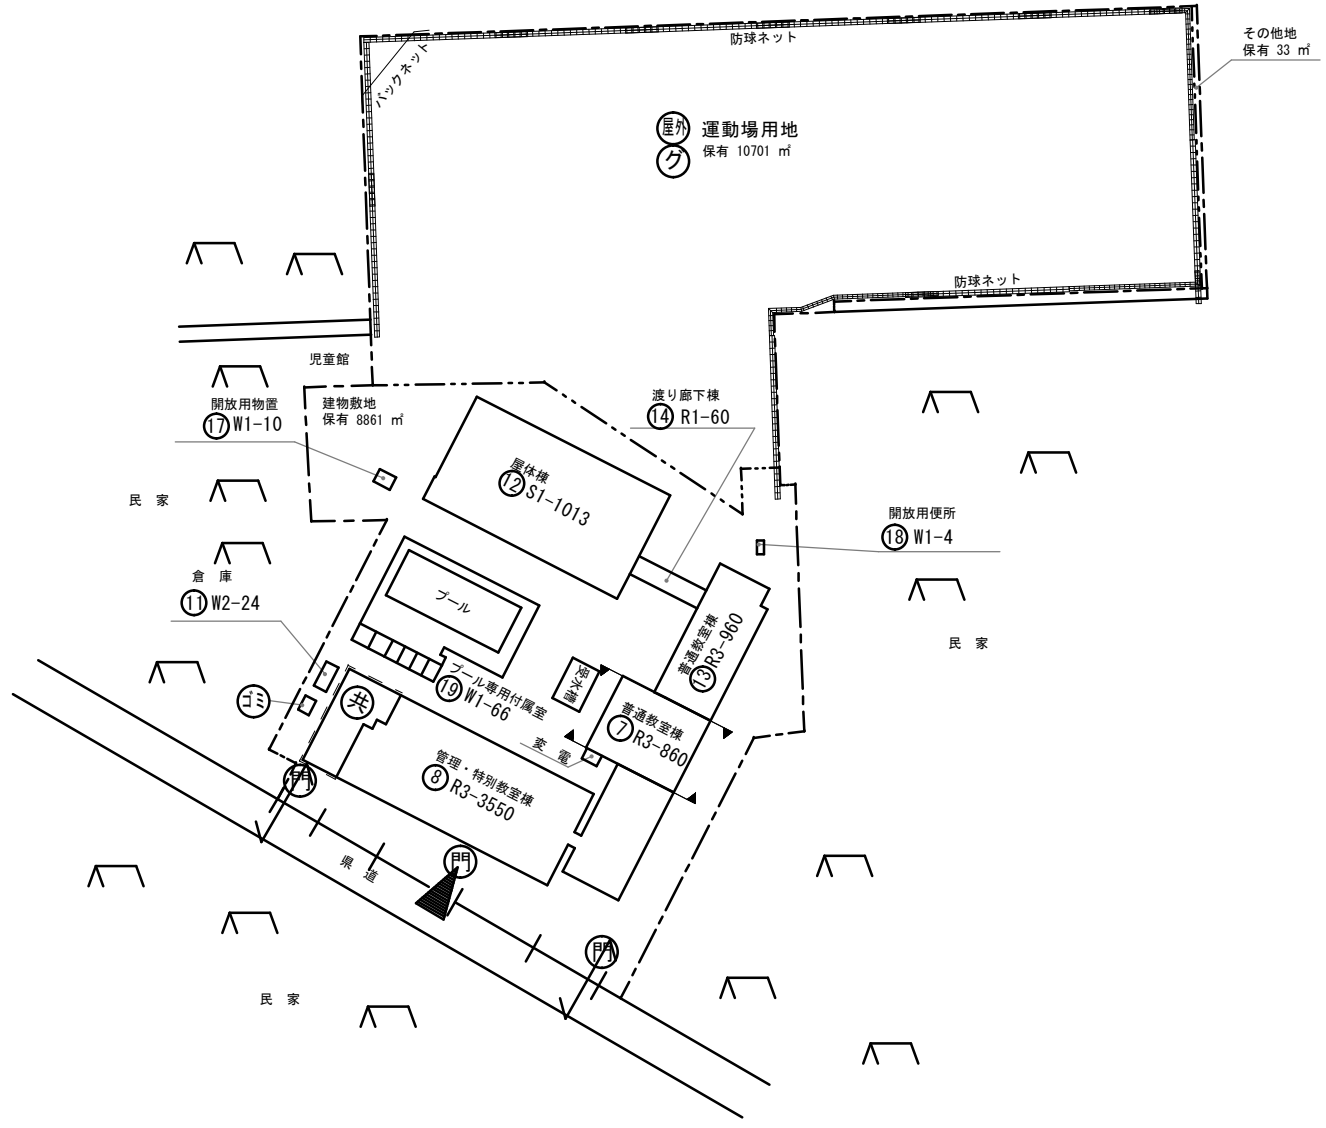 防球ネット
バックネット
その他地
保有 33 ㎡
屋外 運動場用地
グ 保有 10701 ㎡
防球ネット
児童館
開放用物置
⑰ W1-10
建物敷地
保有 8861 ㎡
渡り廊下棟
⑭ R1-60
屋体棟
⑫ S1-1013
民 家
開放用便所
⑱ W1-4
倉 庫
⑪ W2-24
プール
普通教室棟
⑬ R3-960
民 家
受水槽
プール専用付属室
⑲ W1-66
ゴミ
共
普通教室棟
⑦ R3-860
変 電
管理・特別教室棟
⑧ R3-3550
門
門
県 道
門
民 家